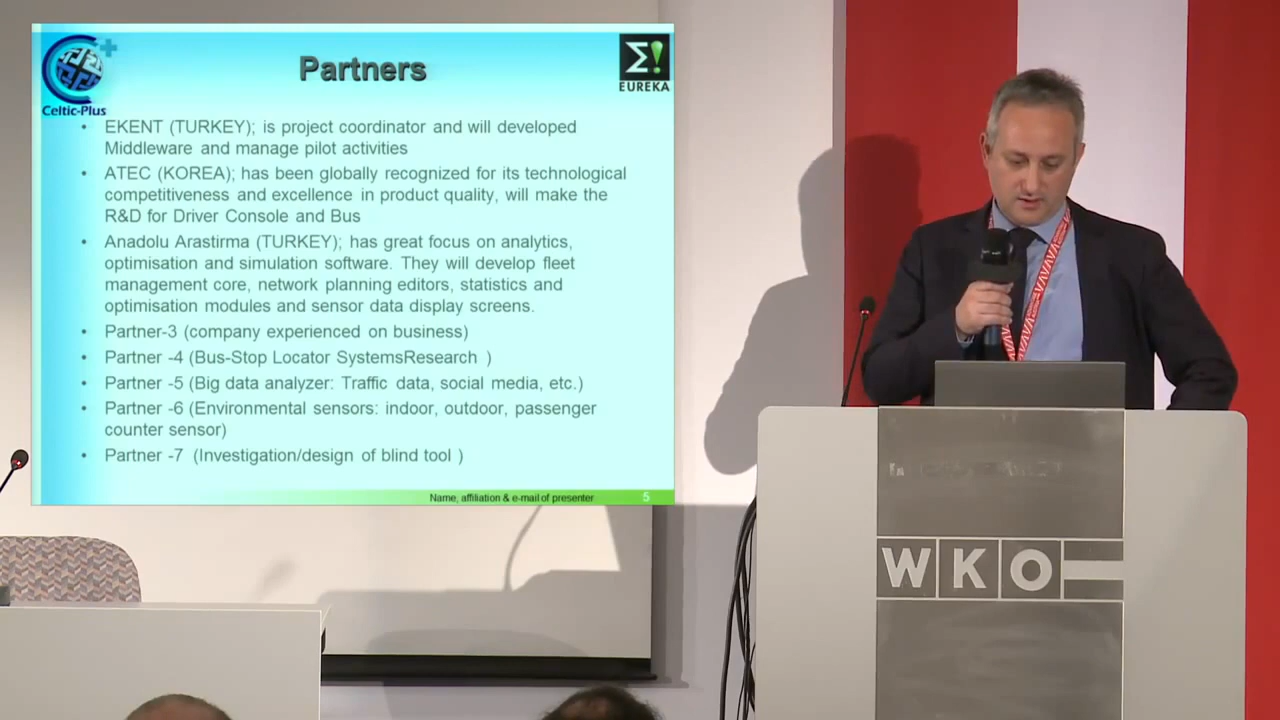 Partners
Celtic-Plus
Σ!
EUREKA
• EKENT (TURKEY); is project coordinator and will developed
Middleware and manage pilot activities
• ATEC (KOREA); has been globally recognized for its technological
competitiveness and excellence in product quality, will make the
R&D for Driver Console and Bus
• Anadolu Arastirma (TURKEY); has great focus on analytics,
optimisation and simulation software. They will develop fleet
management core, network planning editors, statistics and
optimisation modules and sensor data display screens.
• Partner-3 (company experienced on business)
• Partner -4 (Bus-Stop Locator SystemsResearch )
• Partner -5 (Big data analyzer: Traffic data, social media, etc.)
• Partner -6 (Environmental sensors: indoor, outdoor, passenger
counter sensor)
• Partner -7 (Investigation/design of blind tool )
Name, affiliation & e-mail of presenter 5
WKO